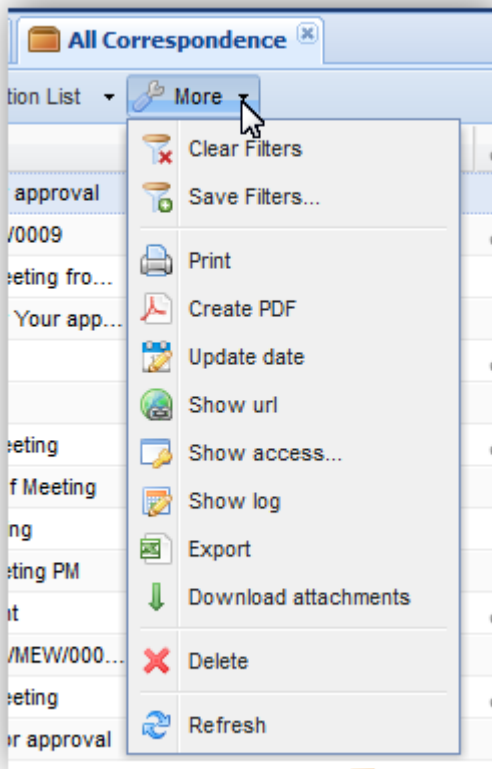 All Correspondence
tion List
More
Clear Filters
approval
Save Filters...
/0009
Print
eeting fro...
Create PDF
Your app...
Update date
Show url
eeting
Show access...
f Meeting
Show log
ng
Export
eting PM
Download attachments
nt
/MEW/000...
Delete
eeting
Refresh
or approval